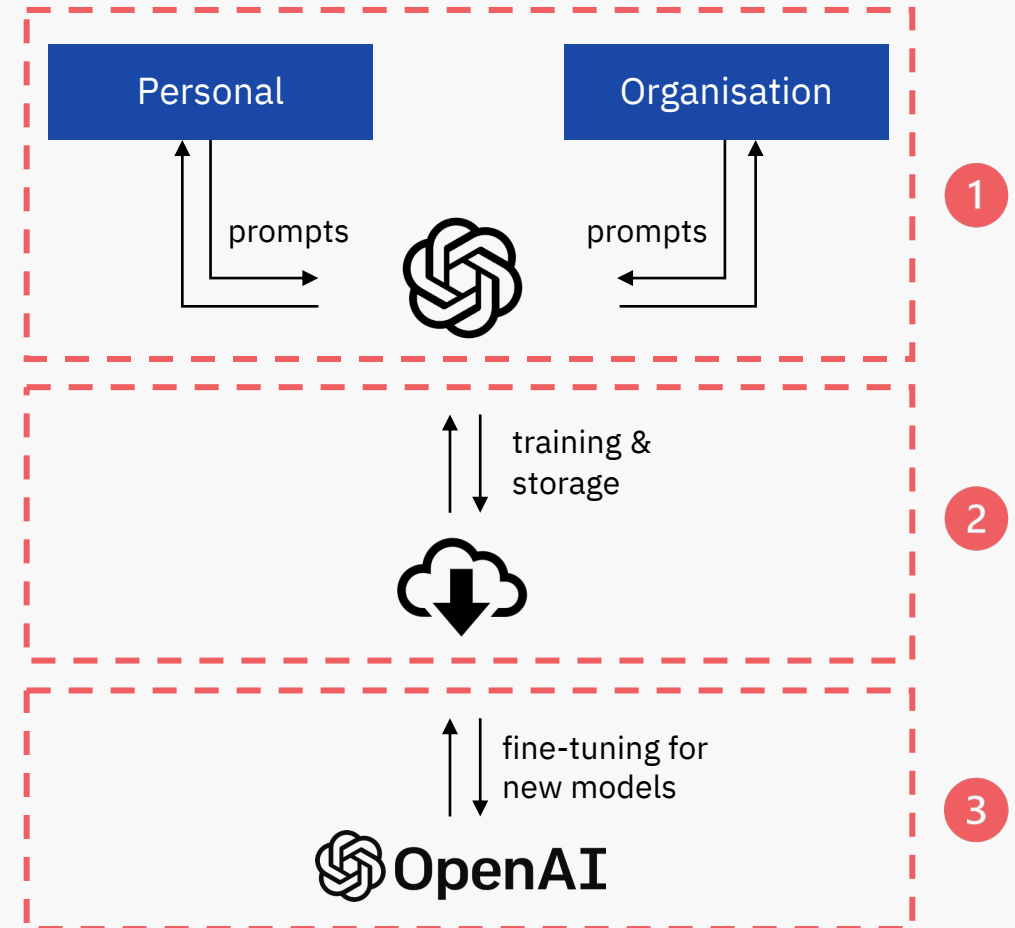 Personal
Organisation
prompts
prompts
1
training &
storage
2
fine-tuning for
new models
3
OpenAI